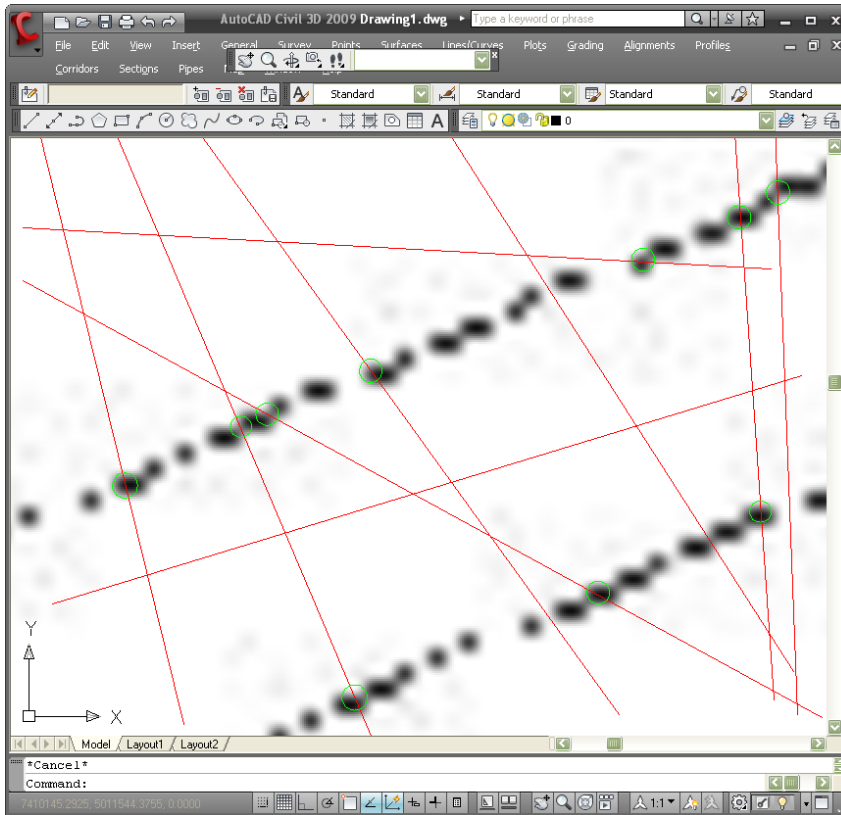 AutoCAD Civil 3D 2009 Drawing1.dwg Type a keyword or phrase
File Edit View Insert General Survey Points Surfaces Lines/Curves Plots Grading Alignments Profiles
Corridors Sections Pipes
Standard Standard Standard Standard
A 0
Y
X
Model Layout1 Layout2
*Cancel*
Command:
7410145.2925, 5011544.3755, 0.0000 1:1